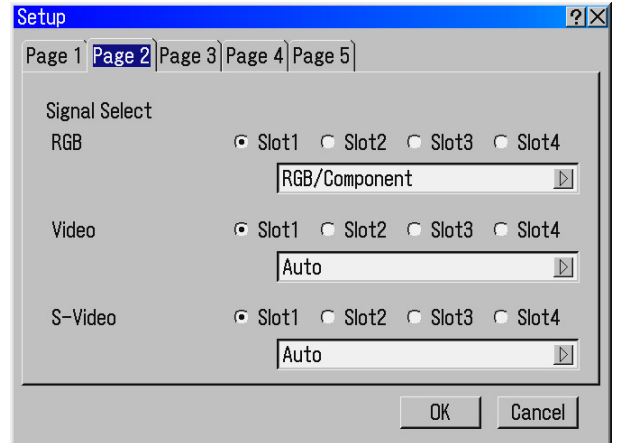 Setup ? X
Page 1 Page 2 Page 3 Page 4 Page 5
Signal Select
RGB Slot1 Slot2 Slot3 Slot4
RGB/Component
Video Slot1 Slot2 Slot3 Slot4
Auto
S-Video Slot1 Slot2 Slot3 Slot4
Auto
OK Cancel